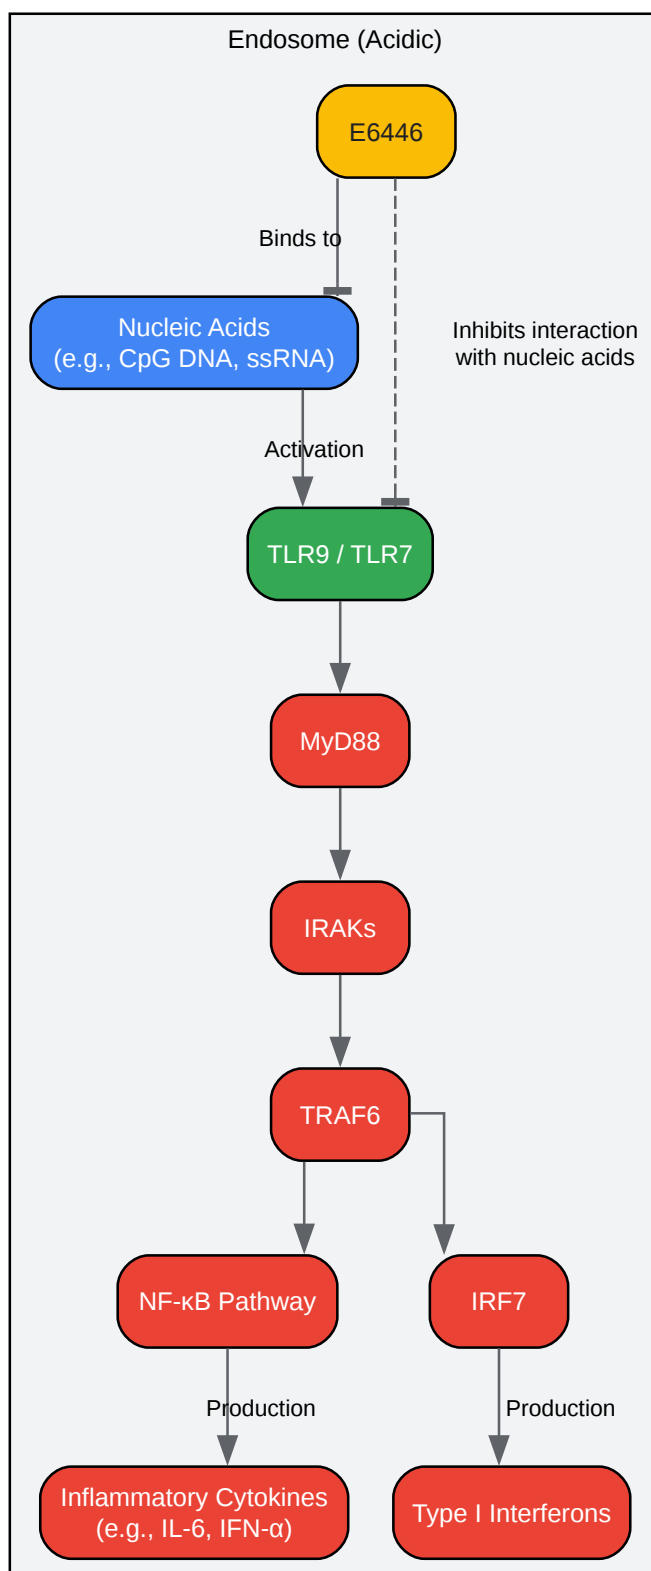 Endosome (Acidic)
E6446
Binds to
Nucleic Acids
(e.g., CpG DNA, ssRNA)
Inhibits interaction
with nucleic acids
Activation
TLR9 / TLR7
MyD88
IRAKs
TRAF6
NF-κB Pathway
IRF7
Production
Production
Inflammatory Cytokines
(e.g., IL-6, IFN-α)
Type I Interferons